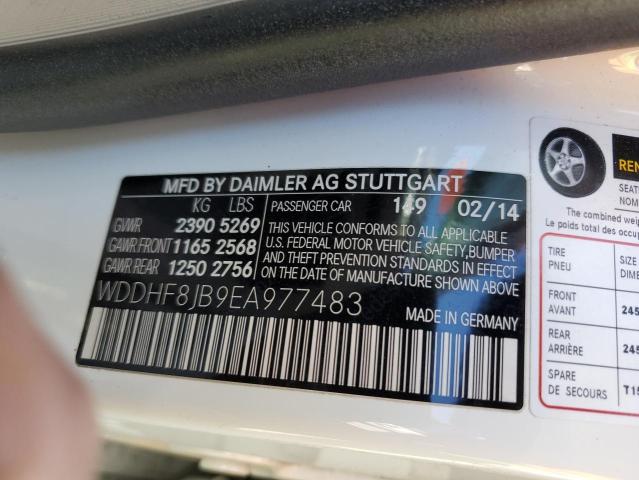 MFD BY DAIMLER AG STUTTGART
KG LBS
GVWR 2390 5269
GAWR FRONT 1165 2568
GAWR REAR 1250 2756
PASSENGER CAR 149 02/14
THIS VEHICLE CONFORMS TO ALL APPLICABLE
U.S. FEDERAL MOTOR VEHICLE SAFETY, BUMPER
AND THEFT PREVENTION STANDARDS IN EFFECT
ON THE DATE OF MANUFACTURE SHOWN ABOVE
WDDHF8JB9EA977483
MADE IN GERMANY
The combined
Le poids total des
TIRE
PNEU
SIZE
FRONT
AVANT
REAR
ARRIÈRE
SPARE
DE SECOURS